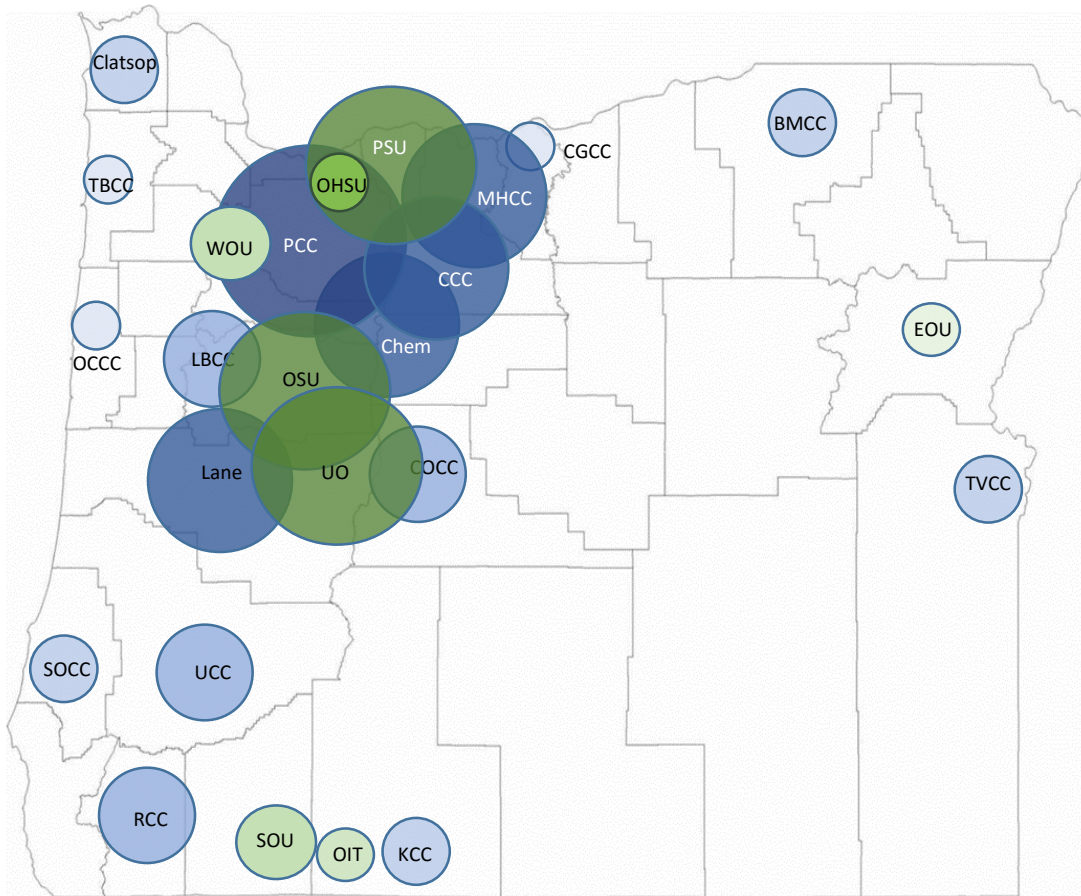 Clatsop
BMCC
PSU
CGCC
TBCC
OHSU
MHCC
WOU
PCC
CCC
OCCC
LBCC
Chem
EOU
OSU
Lane
UO
COCC
TVCC
SOCC
UCC
RCC
SOU
OIT
KCC